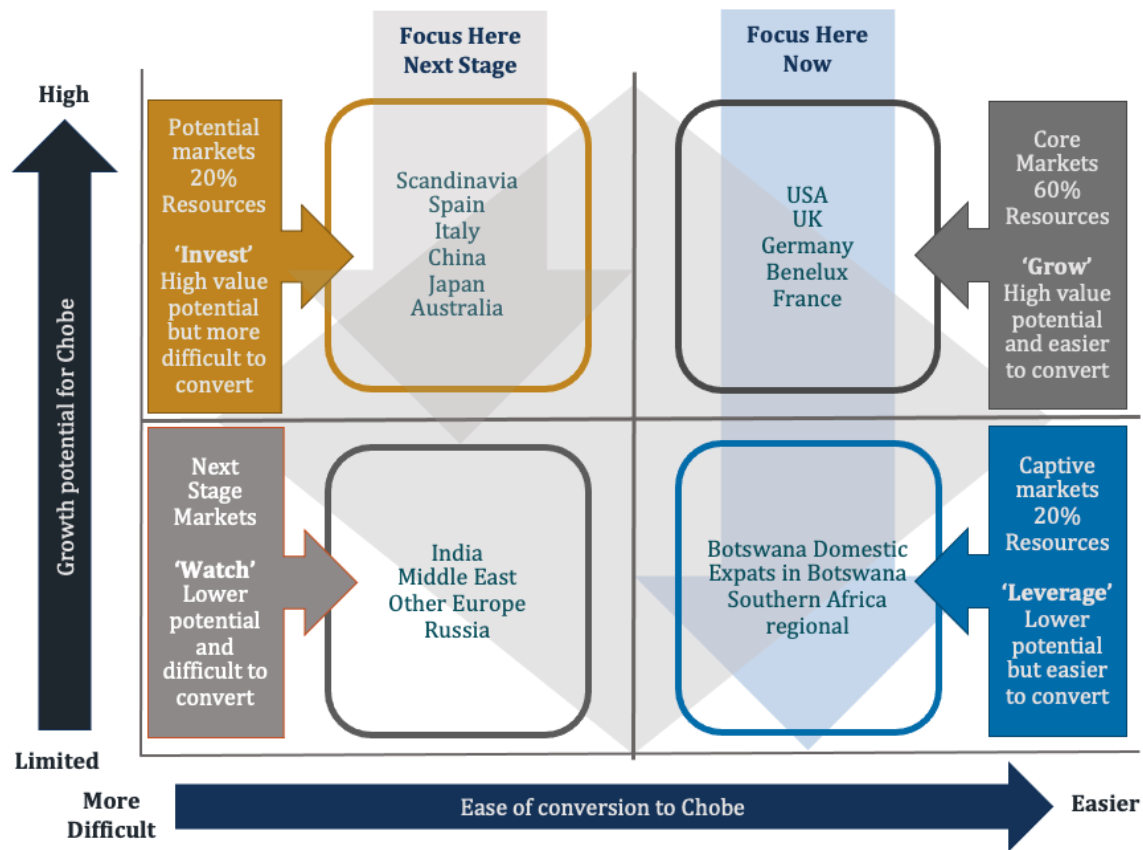 Focus Here
Next Stage
Focus Here
Now
High
Growth potential for Chobe
Limited
Potential
markets
20%
Resources
‘Invest’
High value
potential
but more
difficult to
convert
Scandinavia
Spain
Italy
China
Japan
Australia
USA
UK
Germany
Benelux
France
Core
Markets
60%
Resources
‘Grow’
High value
potential
and easier
to convert
Next
Stage
Markets
‘Watch’
Lower
potential
and
difficult to
convert
India
Middle East
Other Europe
Russia
Botswana Domestic
Expats in Botswana
Southern Africa
regional
Captive
markets
20%
Resources
‘Leverage’
Lower
potential
but easier
to convert
More
Difficult
Ease of conversion to Chobe
Easier